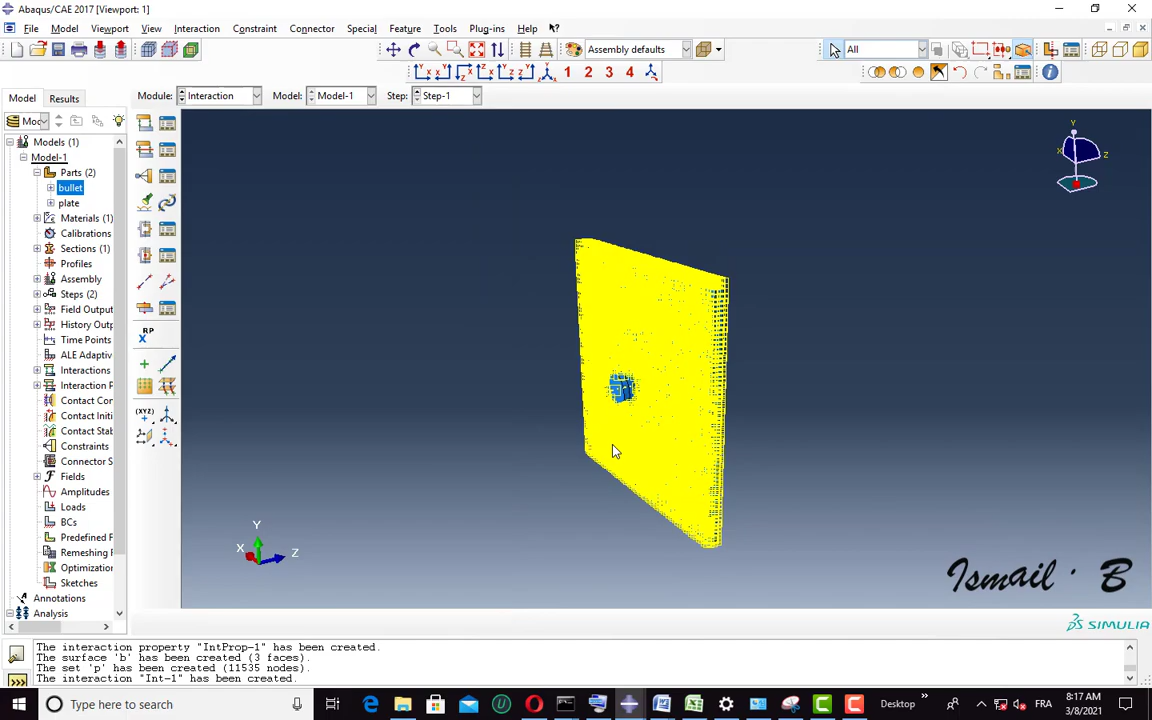 Abaqus/CAE 2017 [Viewport: 1]
File Model Viewport View Interaction Constraint Connector Special Feature Tools Plug-ins Help
Assembly defaults All
1 2 3 4
Model Results Module: Interaction Model: Model-1 Step: Step-1
Models (1)
Model-1
Parts (2)
bullet
plate
Materials (1)
Calibrations
Sections (1)
Profiles
Assembly
Steps (2)
Field Output
History Outp
Time Points
ALE Adaptiv
Interactions
Interaction P
Contact Con
Contact Initi
Contact Stab
Constraints
Connector S
Fields
Amplitudes
Loads
BCs
Predefined F
Remeshing F
Optimization
Sketches
Annotations
Analysis
RP
X
(XYZ)
Y
X Z
Y
X Z
Ismail · B
SIMULIA
The interaction property "IntProp-1" has been created.
The surface 'b' has been created (3 faces).
The set 'p' has been created (11535 nodes).
The interaction "Int-1" has been created.
Type here to search
Desktop FRA 8:17 AM
3/8/2021